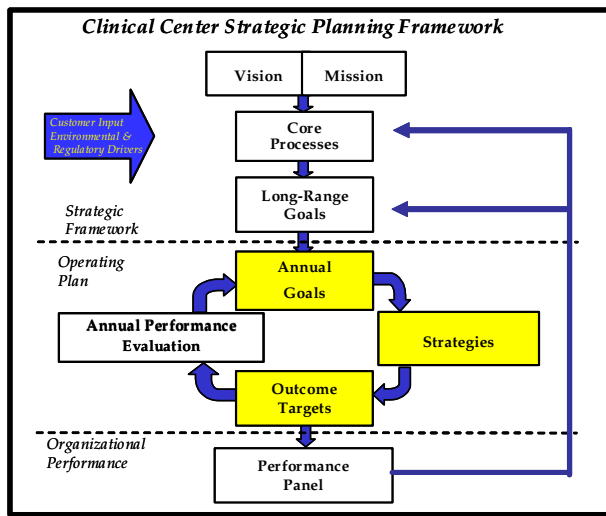 Clinical Center Strategic Planning Framework
Vision
Mission
Customer Input
Environmental &
Regulatory Drivers
Core
Processes
Long-Range
Goals
Strategic
Framework
Operating
Plan
Annual
Goals
Annual Performance
Evaluation
Strategies
Outcome
Targets
Organizational
Performance
Performance
Panel